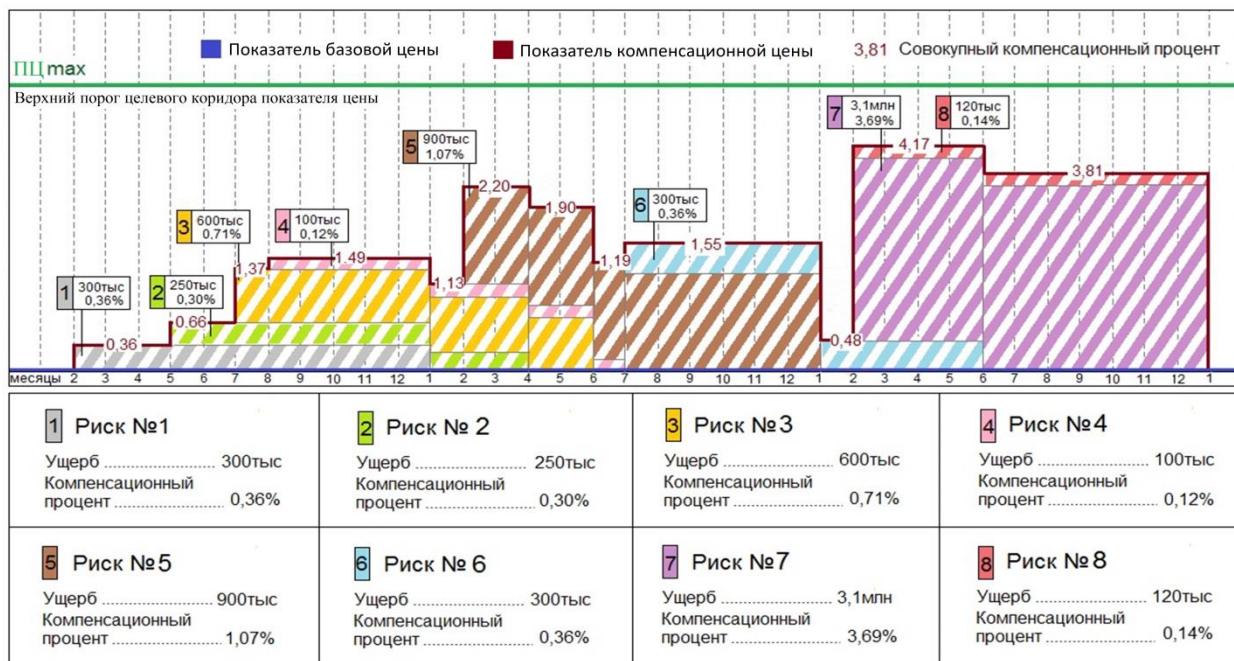 Показатель базовой цены
Показатель компенсационной цены
3,81 Совокупный компенсационный процент
ПЦmax
Верхний порог целевого коридора показателя цены
7 3,1млн
3,69%
8 120тыс
0,14%
5 900тыс
1,07%
4,17
3,81
2,20
1,90
3 600тыс
0,71%
4 100тыс
0,12%
6 300тыс
0,36%
1,37
1.49
1,13
1,19
1,55
1 300тыс
0,36%
2 250тыс
0,30%
0.66
0,36
0,48
месяцы 2 3 4 5 6 7 8 9 10 11 12 1 2 3 4 5 6 7 8 9 10 11 12 1 2 3 4 5 6 7 8 9 10 11 12 1
1 Риск №1
Ущерб 300тыс
Компенсационный
процент 0,36%
2 Риск № 2
Ущерб 250тыс
Компенсационный
процент 0,30%
3 Риск №3
Ущерб 600тыс
Компенсационный
процент 0,71%
4 Риск №4
Ущерб 100тыс
Компенсационный
процент 0,12%
5 Риск №5
Ущерб 900тыс
Компенсационный
процент 1,07%
6 Риск № 6
Ущерб 300тыс
Компенсационный
процент 0,36%
7 Риск №7
Ущерб 3,1млн
Компенсационный
процент 3,69%
8 Риск №8
Ущерб 120тыс
Компенсационный
процент 0,14%